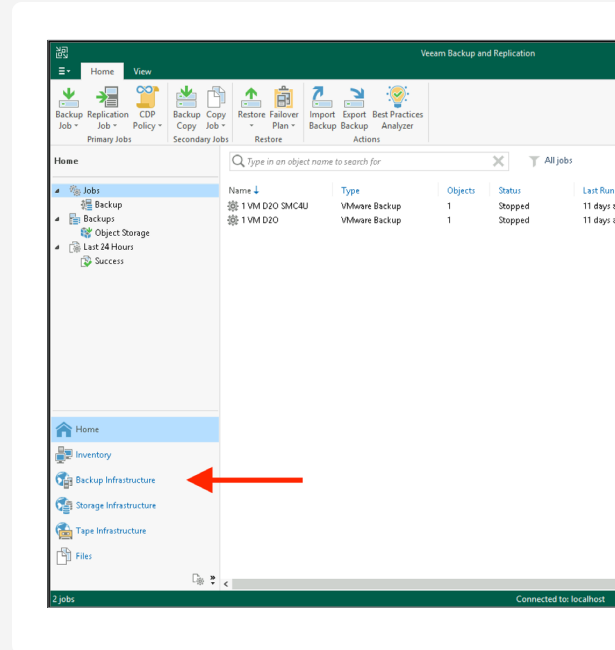 Veeam Backup and Replication
Home View
Backup Replication CDP Backup Copy Restore Failover Import Export Best Practices
Job Job Policy Copy Job Plan Backup Backup Analyzer
Primary Jobs Secondary Jobs Restore Actions
Home
Type in an object name to search for
All jobs
Jobs
Backup
Backups
Object Storage
Last 24 Hours
Success
Name Type Objects Status Last Run
1 VM D2O SMC4U VMware Backup 1 Stopped 11 days
1 VM D2O VMware Backup 1 Stopped 11 days
Home
Inventory
Backup Infrastructure
Storage Infrastructure
Tape Infrastructure
Files
2 jobs
Connected to: localhost